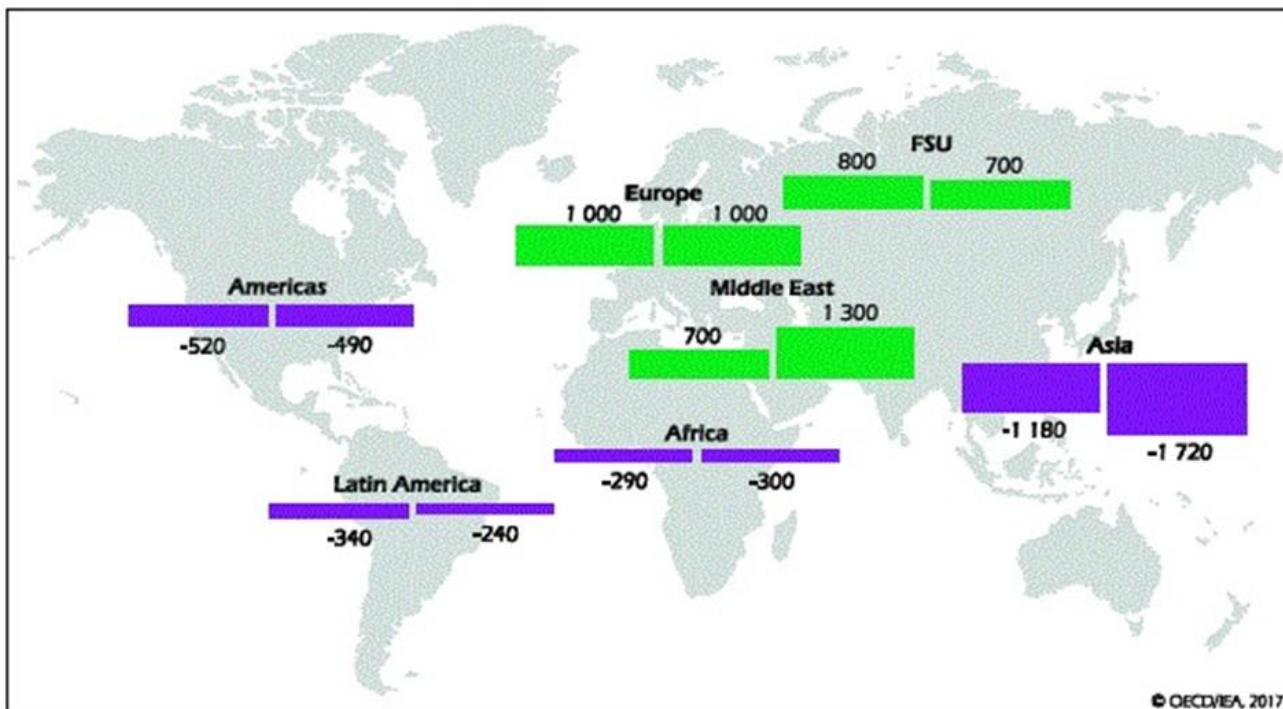 FSU
800 700
Europe
1 000 1 000
Middle East
700 1 300
Americas
-520 -490
Asia
-1 180 -1 720
Africa
-290 -300
Latin America
-340 -240
© OECD/IEA, 2017